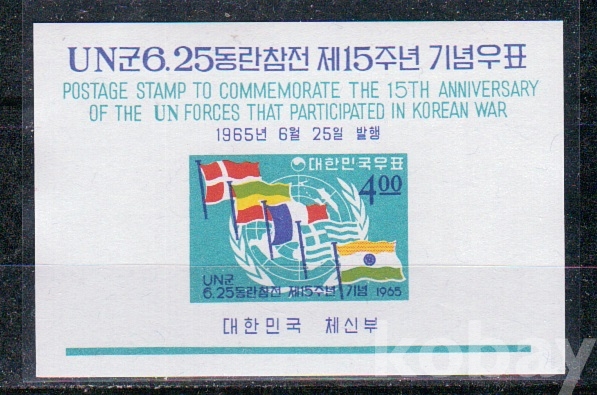 UN군6.25동란참전 제15주년 기념우표
POSTAGE STAMP TO COMMEMORATE THE 15TH ANNIVERSARY
OF THE UN FORCES THAT PARTICIPATED IN KOREAN WAR
1965년 6월 25일 발행
대한민국우표
4.00
UN군
6.25동란참전 제15주년 기념 1965
대한민국 체신부
kobay